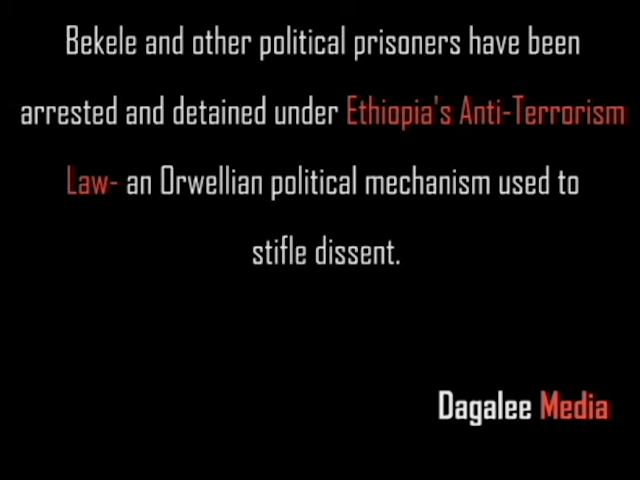 Bekele and other political prisoners have been
arrested and detained under Ethiopia's Anti-Terrorism
Law- an Orwellian political mechanism used to
stifle dissent.
Dagalee Media